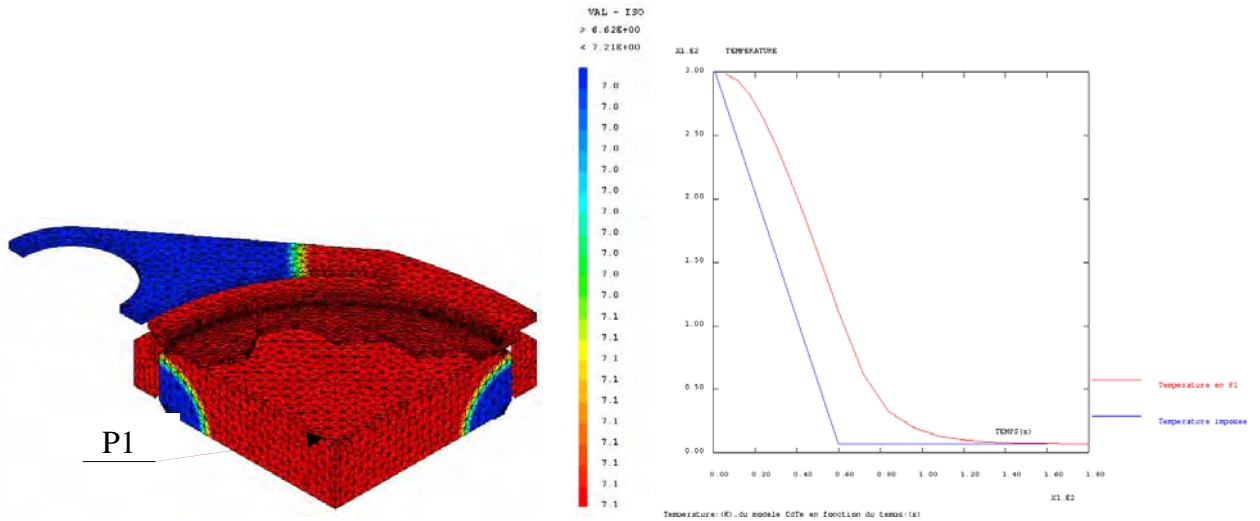 VAL - ISO
> 6.62E+00
< 7.21E+00
7.0
7.0
7.0
7.0
7.0
7.0
7.0
7.0
7.0
7.0
7.0
7.1
7.1
7.1
7.1
7.1
7.1
7.1
7.1
7.1
7.1
P1
X1.E2 TEMPERATURE
3.00
2.50
2.00
1.50
1.00
0.50
0.00
TEMPS(s)
0.00 0.20 0.40 0.60 0.80 1.00 1.20 1.40 1.60 1.80
X1.E2
Temperature en P1
Temperature imposee
Temperature:(K).du modele CdTe en fonction du temps:(s)